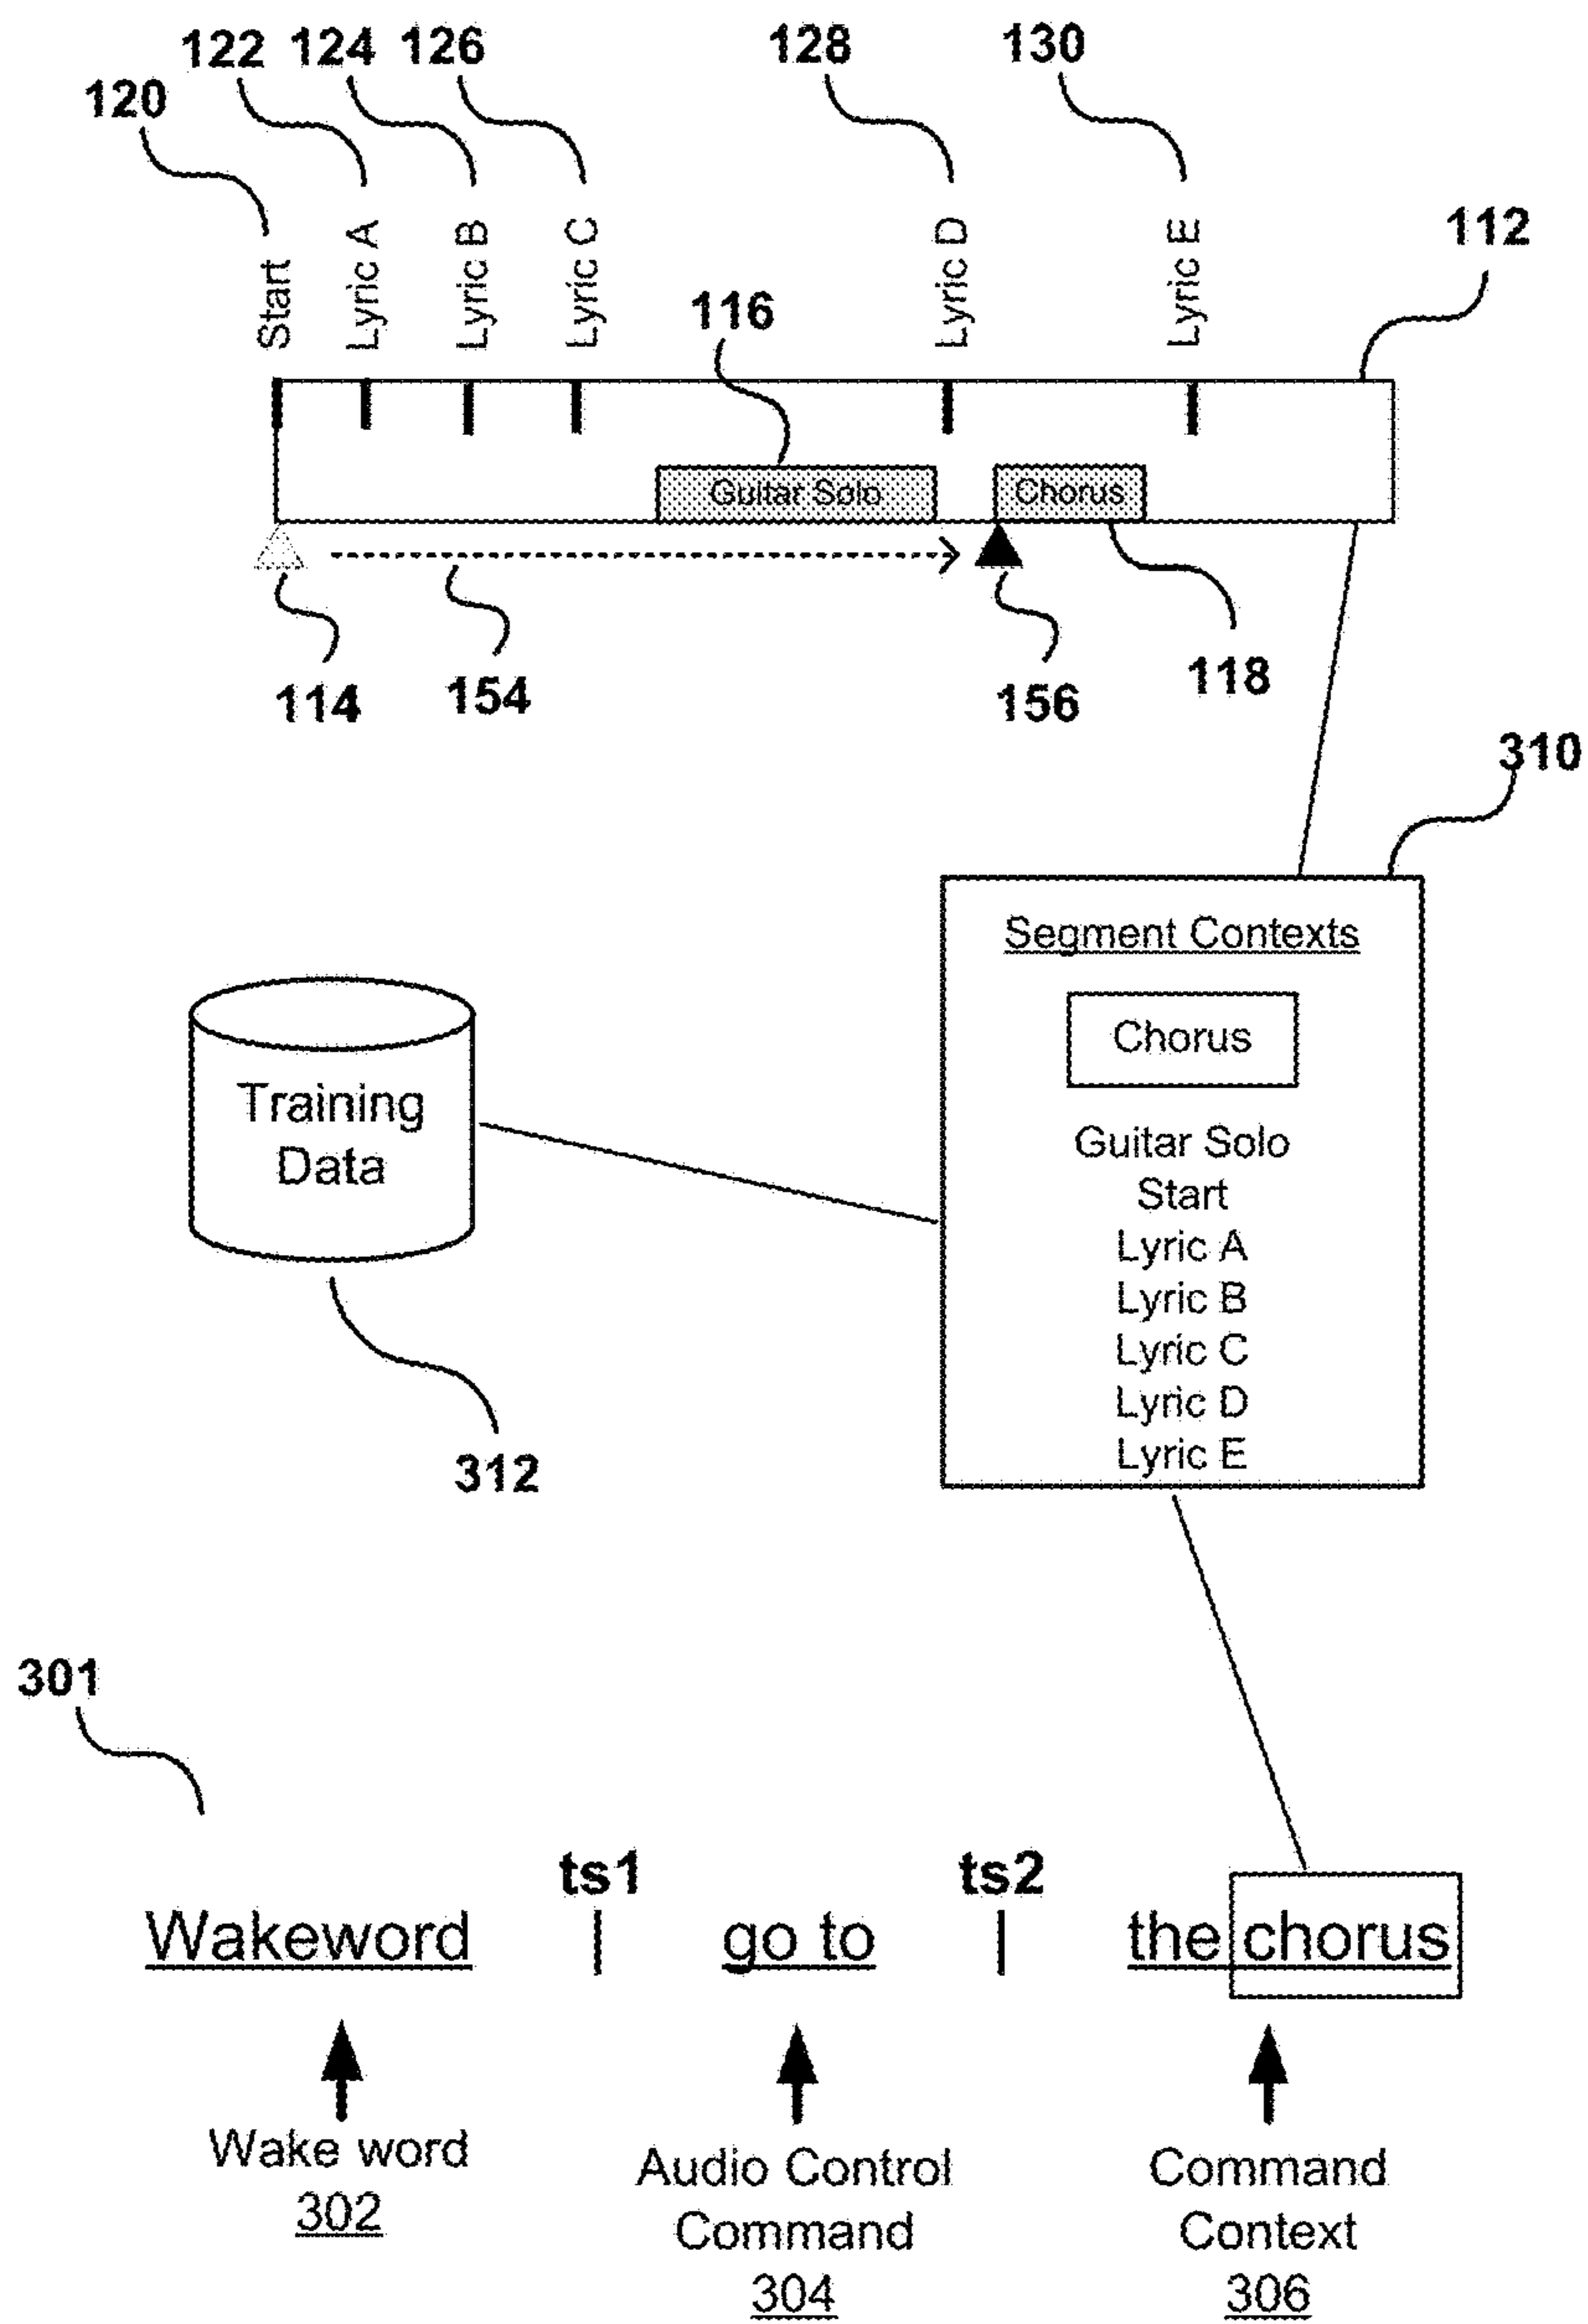 122 124 126 128 130
120
Start Lyric A Lyric B Lyric C Lyric D Lyric E
112
116
Guitar Solo Chorus
114 154 156 118
310
Segment Contexts
Chorus
Guitar Solo
Start
Lyric A
Lyric B
Lyric C
Lyric D
Lyric E
Training
Data
312
301
ts1 ts2
Wakeword | go to | the chorus
Wake word
302
Audio Control
Command
304
Command
Context
306